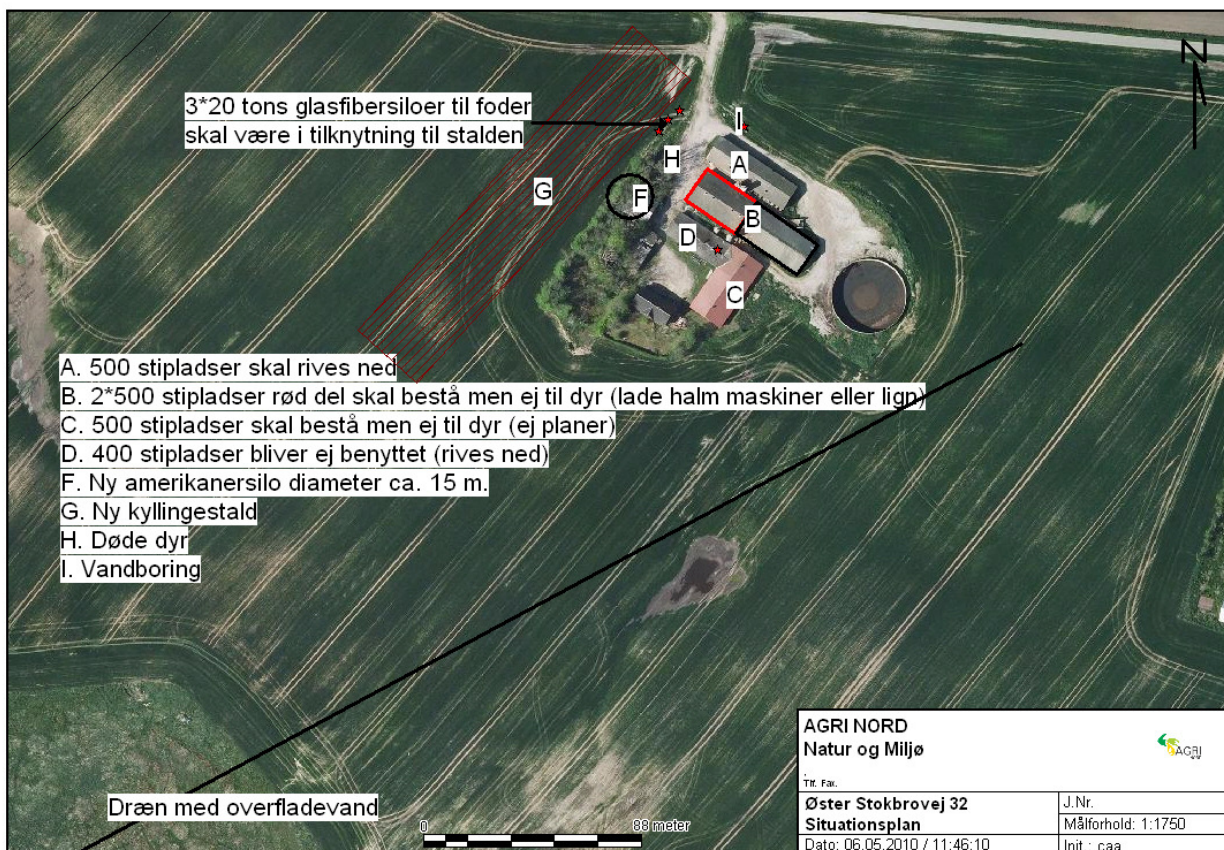 N
3*20 tons glasfibersiloer til foder
skal være i tilknytning til stalden
I
H
A
G
F
B
D
C
A. 500 stipladser skal rives ned
B. 2*500 stipladser rød del skal bestå men ej til dyr (lade halm maskiner eller lign)
C. 500 stipladser skal bestå men ej til dyr (ej planer)
D. 400 stipladser bliver ej benyttet (rives ned)
F. Ny amerikanersilo diameter ca. 15 m.
G. Ny kyllingestald
H. Døde dyr
I. Vandboring
Dræn med overfladevand
0 88 meter
AGRI NORD
Natur og Miljø
AGRI
Tlf. Fax.
Øster Stokbrovej 32
Situationsplan
J.Nr.
Målforhold: 1:1750
Dato: 06.05.2010 / 11:46:10
Init.: caa